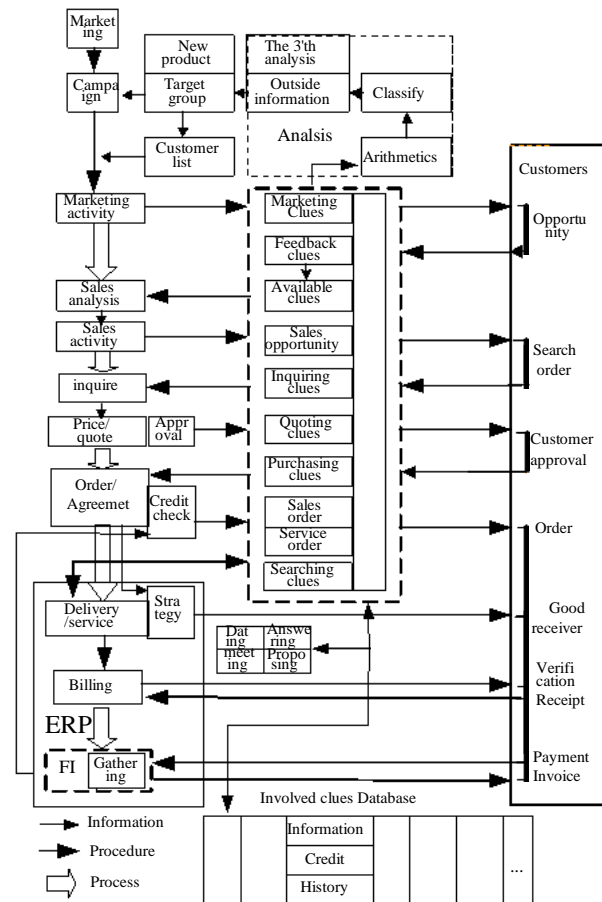 Market
ing
New
product
The 3'th
analysis
Campa
ign
Target
group
Outside
information
Classify
Analsis
Customer
list
Arithmetics
Customers
Marketing
activity
Marketing
Clues
Opportu
nity
Feedback
clues
Sales
analysis
Available
clues
Sales
activity
Sales
opportunity
Search
order
inquire
Inquiring
clues
Price/
quote
Appr
oval
Quoting
clues
Customer
approval
Purchasing
clues
Order/
Agreemet
Credit
check
Sales
order
Service
order
Order
Searching
clues
Delivery
/service
Stra
tegy
Good
receiver
Dat
ing
meet
ing
Answe
ring
Propo
sing
Billing
Verifi
cation
Receipt
ERP
FI
Gather
ing
Payment
Invoice
Involved clues Database
Information
Procedure
Process
Information
Credit
History
...